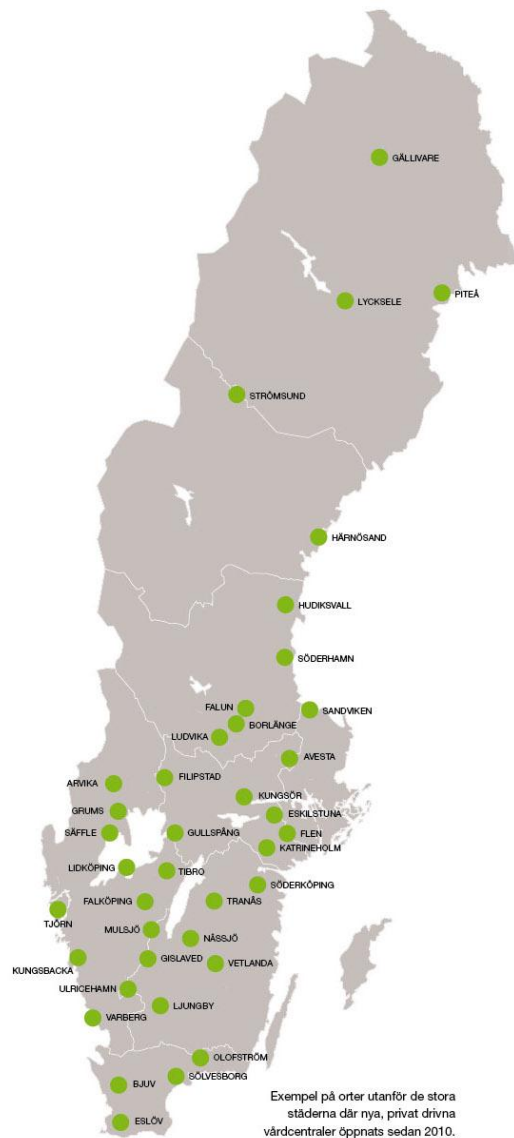 GÄLLIVARE
PITEÅ
LYCKSELE
STRÖMSUND
HÄRNÖSAND
HUDIKSVALL
SÖDERHAMN
FALUN
SANDVIKEN
BORLÄNGE
LUDVIKA
AVESTA
FILIPSTAD
ARVIKA
KUNGSÖR
GRUMS
ESKILSTUNA
SÄFFLE
GULLSPÅNG
FLEN
KATRINEHOLM
LIDKÖPING
TIBRO
SÖDERKÖPING
FALKÖPING
TRANÅS
TJÖRN
MULSJÖ
NÄSSJÖ
KUNGSBACKA
GISLAVED
VETLANDA
ULRICEHAMN
LJUNGBY
VARBERG
OLOFSTRÖM
SÖLVESBORG
BJUV
ESLÖV
Exempel på orter utanför de stora
städerna där nya, privat drivna
vårdcentraler öppnats sedan 2010.